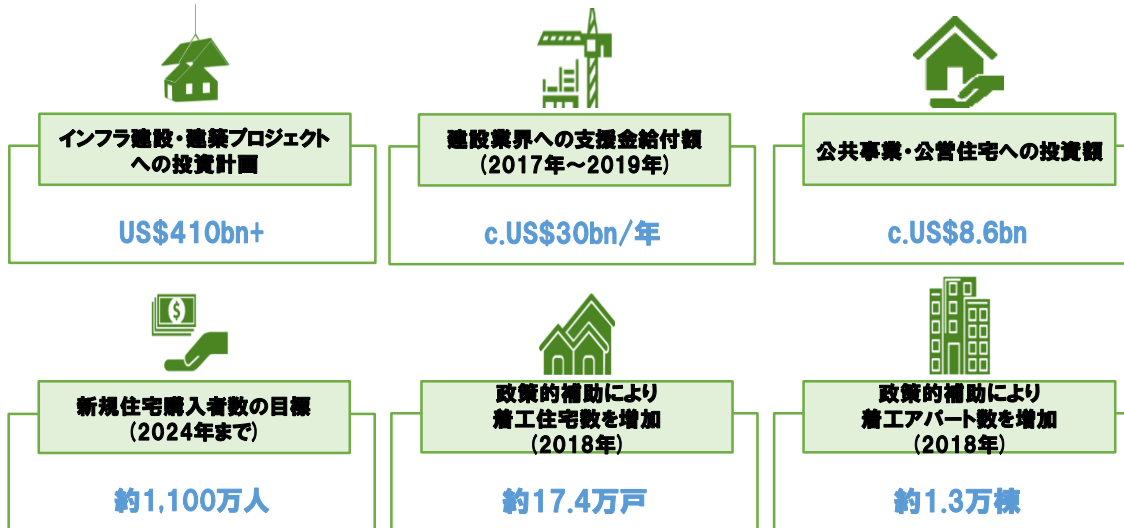 インフラ建設・建築プロジェクト
への投資計画
US$410bn+
建設業界への支援金給付額
(2017年～2019年)
c.US$30bn/年
公共事業・公営住宅への投資額
c.US$8.6bn
$
新規住宅購入者数の目標
(2024年まで)
約1,100万人
政策的補助により
着工住宅数を増加
(2018年)
約17.4万戸
政策的補助により
着工アパート数を増加
(2018年)
約1.3万棟